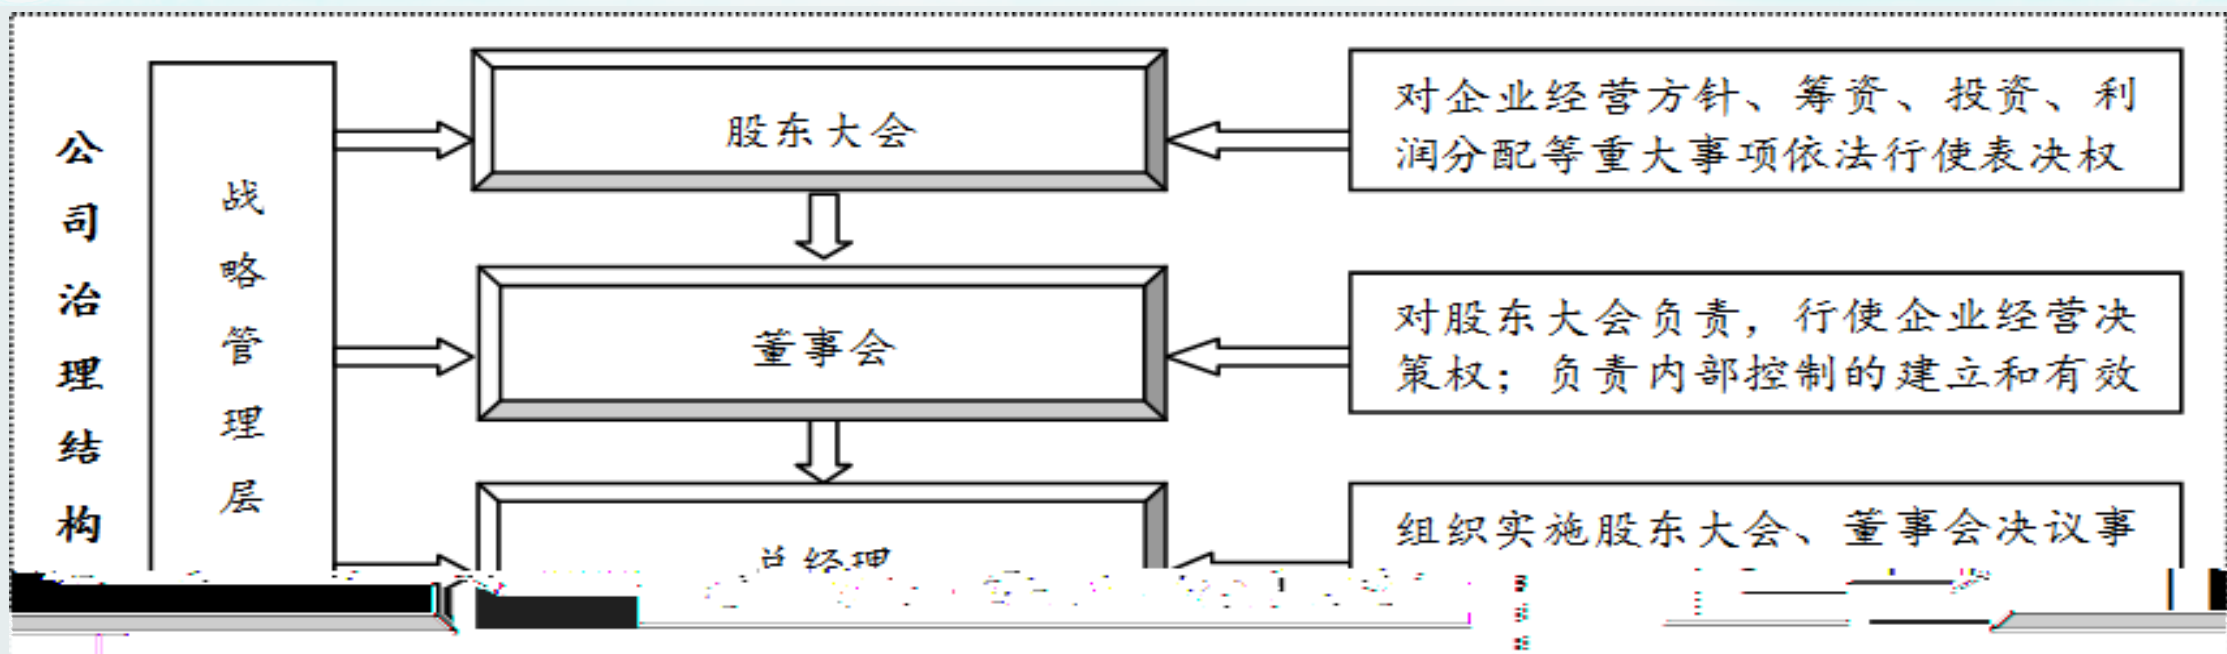 公司治理结构
战略管理层
股东大会
对企业经营方针、筹资、投资、利
润分配等重大事项依法行使表决权
董事会
对股东大会负责，行使企业经营决
策权；负责内部控制的建立和有效
总经理
组织实施股东大会、董事会决议事